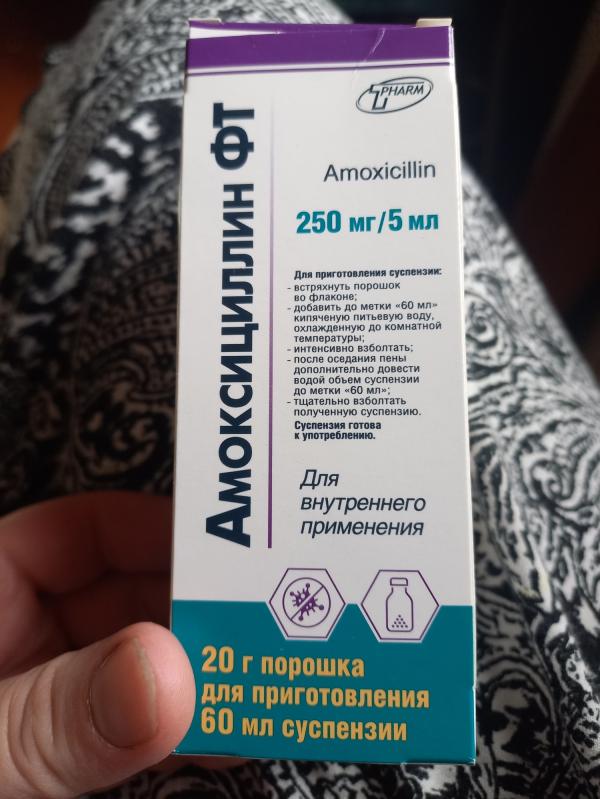 PHARM
Амоксициллин ФТ
Amoxicillin
250 мг/5 мл
Для приготовления суспензии:
- встряхнуть порошок
во флаконе;
- добавить до метки «60 мл»
кипяченую питьевую воду,
охлажденную до комнатной
температуры;
- интенсивно взболтать;
- после оседания пены
дополнительно довести
водой объем суспензии
до метки «60 мл»;
- тщательно взболтать
полученную суспензию.
Суспензия готова
к употреблению.
Для
внутреннего
применения
20 г порошка
для приготовления
60 мл суспензии